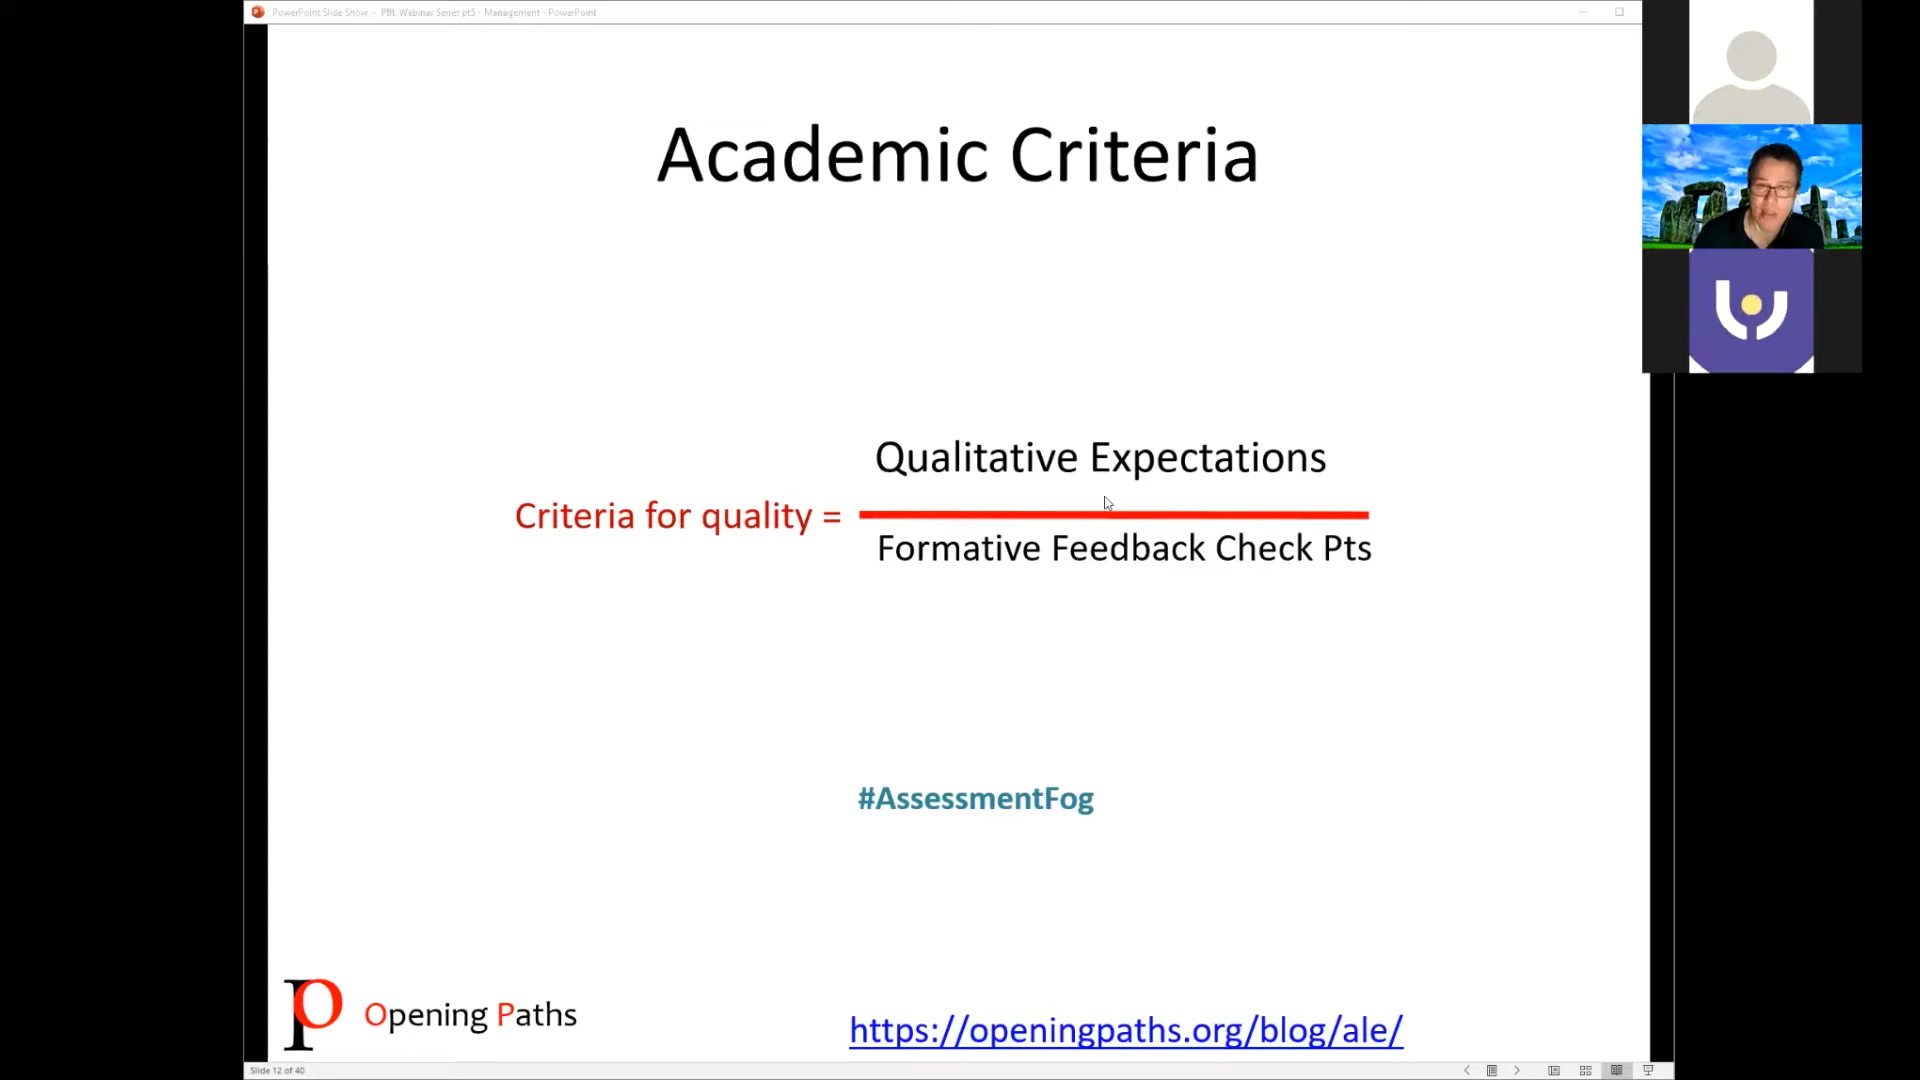 PowerPoint Slide Show - PBL Webinar Series pt5 - Management - PowerPoint
Academic Criteria
Qualitative Expectations
Criteria for quality =
Formative Feedback Check Pts
#AssessmentFog
Opening Paths
https://openingpaths.org/blog/ale/
Slide 12 of 40